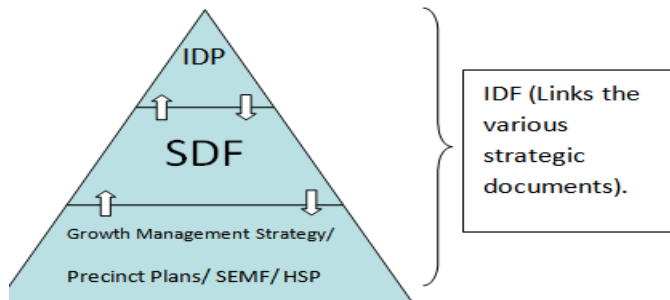 IDP
SDF
Growth Management Strategy/
Precinct Plans/ SEMF/ HSP
IDF (Links the
various
strategic
documents).